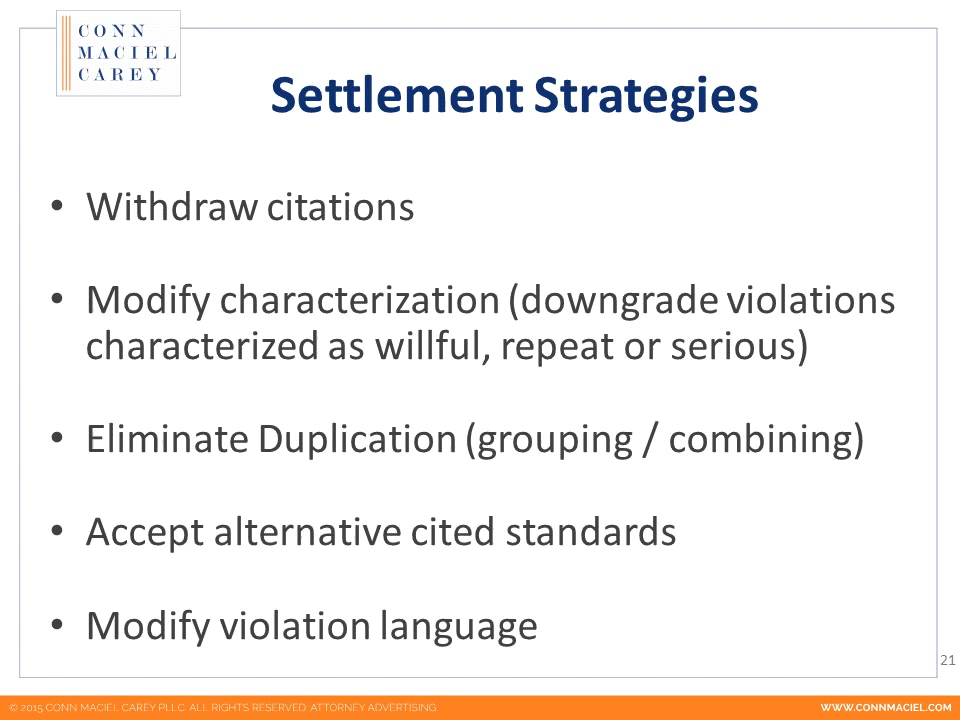 CONN
MACIEL
CAREY
Settlement Strategies
• Withdraw citations
• Modify characterization (downgrade violations
characterized as willful, repeat or serious)
• Eliminate Duplication (grouping / combining)
• Accept alternative cited standards
• Modify violation language
21
© 2015 CONN MACIEL CAREY PLLC. ALL RIGHTS RESERVED. ATTORNEY ADVERTISING.
WWW.CONNMACIEL.COM